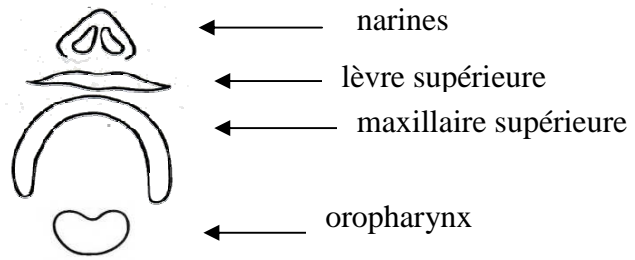 narines
lèvre supérieure
maxillaire supérieure
oropharynx